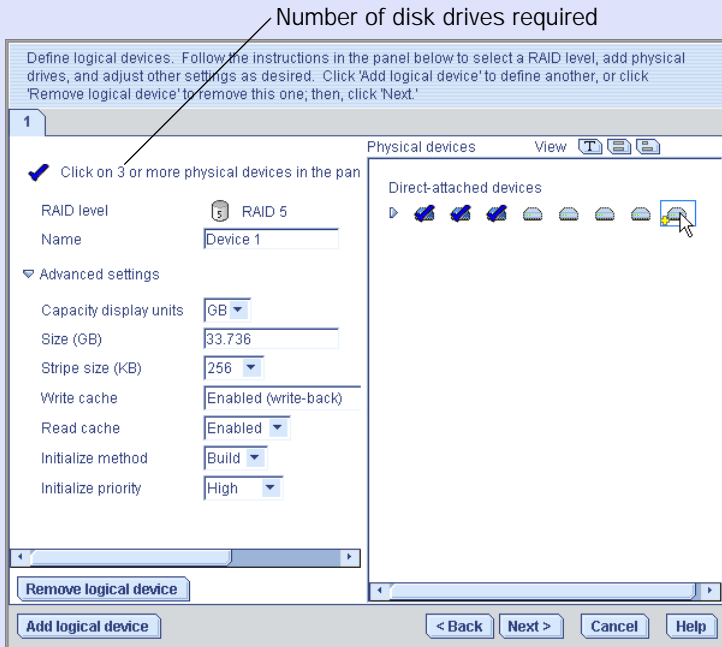 Number of disk drives required
Define logical devices. Follow the instructions in the panel below to select a RAID level, add physical
drives, and adjust other settings as desired. Click 'Add logical device' to define another, or click
'Remove logical device' to remove this one; then, click 'Next.'
1
Physical devices View T
Click on 3 or more physical devices in the pan
Direct-attached devices
RAID level 5 RAID 5
Name Device 1
Advanced settings
Capacity display units GB
Size (GB) 33.736
Stripe size (KB) 256
Write cache Enabled (write-back)
Read cache Enabled
Initialize method Build
Initialize priority High
Remove logical device
Add logical device < Back Next > Cancel Help